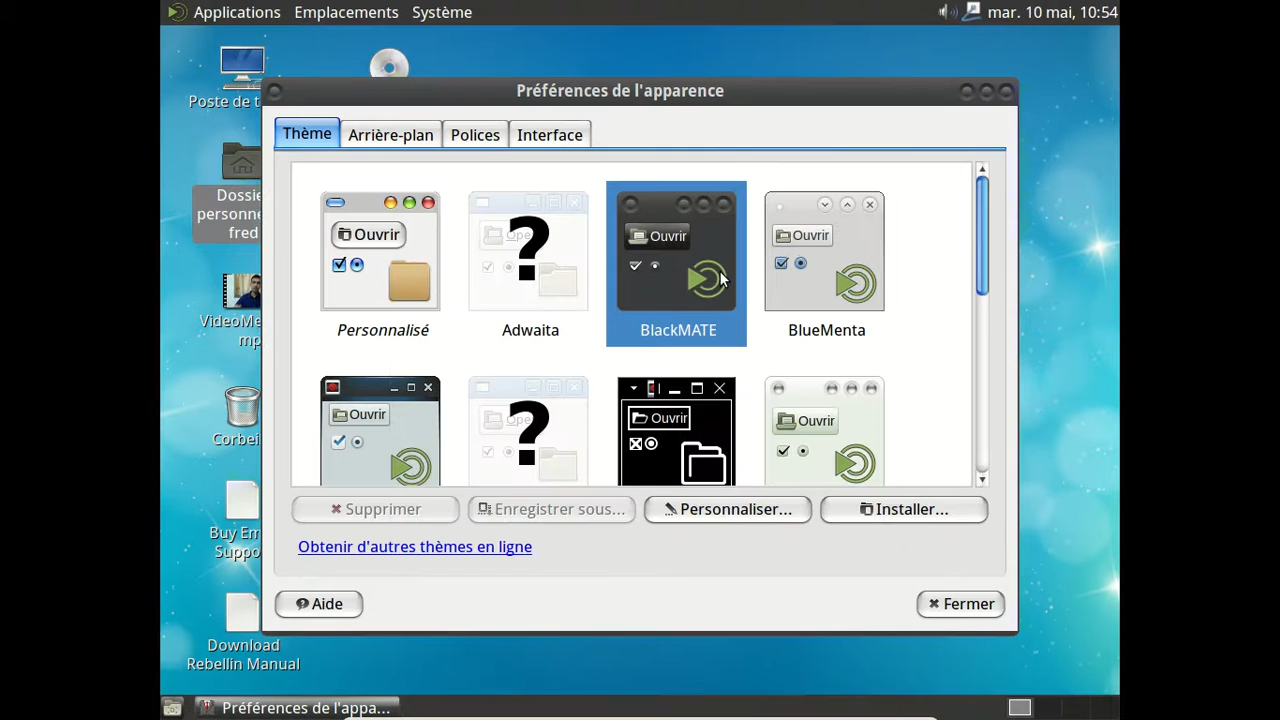 Applications Emplacements Système mar. 10 mai, 10:54
Poste de t
Dossie
personne
fred
VideoMe
mp
Corbei
Buy Em
Suppo
Download
Rebellin Manual
Préférences de l'apparence
Thème Arrière-plan Polices Interface
Ouvrir
Personnalisé
Ope
Adwaita
Ouvrir
BlackMATE
Ouvrir
BlueMenta
Ouvrir
Ope
Ouvrir
Ouvrir
Supprimer Enregistrer sous... Personnaliser... Installer...
Obtenir d'autres thèmes en ligne
Aide Fermer
Préférences de l'appa...